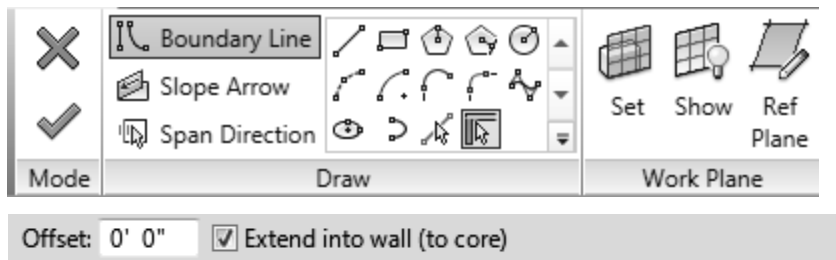 Boundary Line
Slope Arrow
Span Direction
Set Show Ref Plane
Mode Draw Work Plane
Offset: 0' 0" Extend into wall (to core)